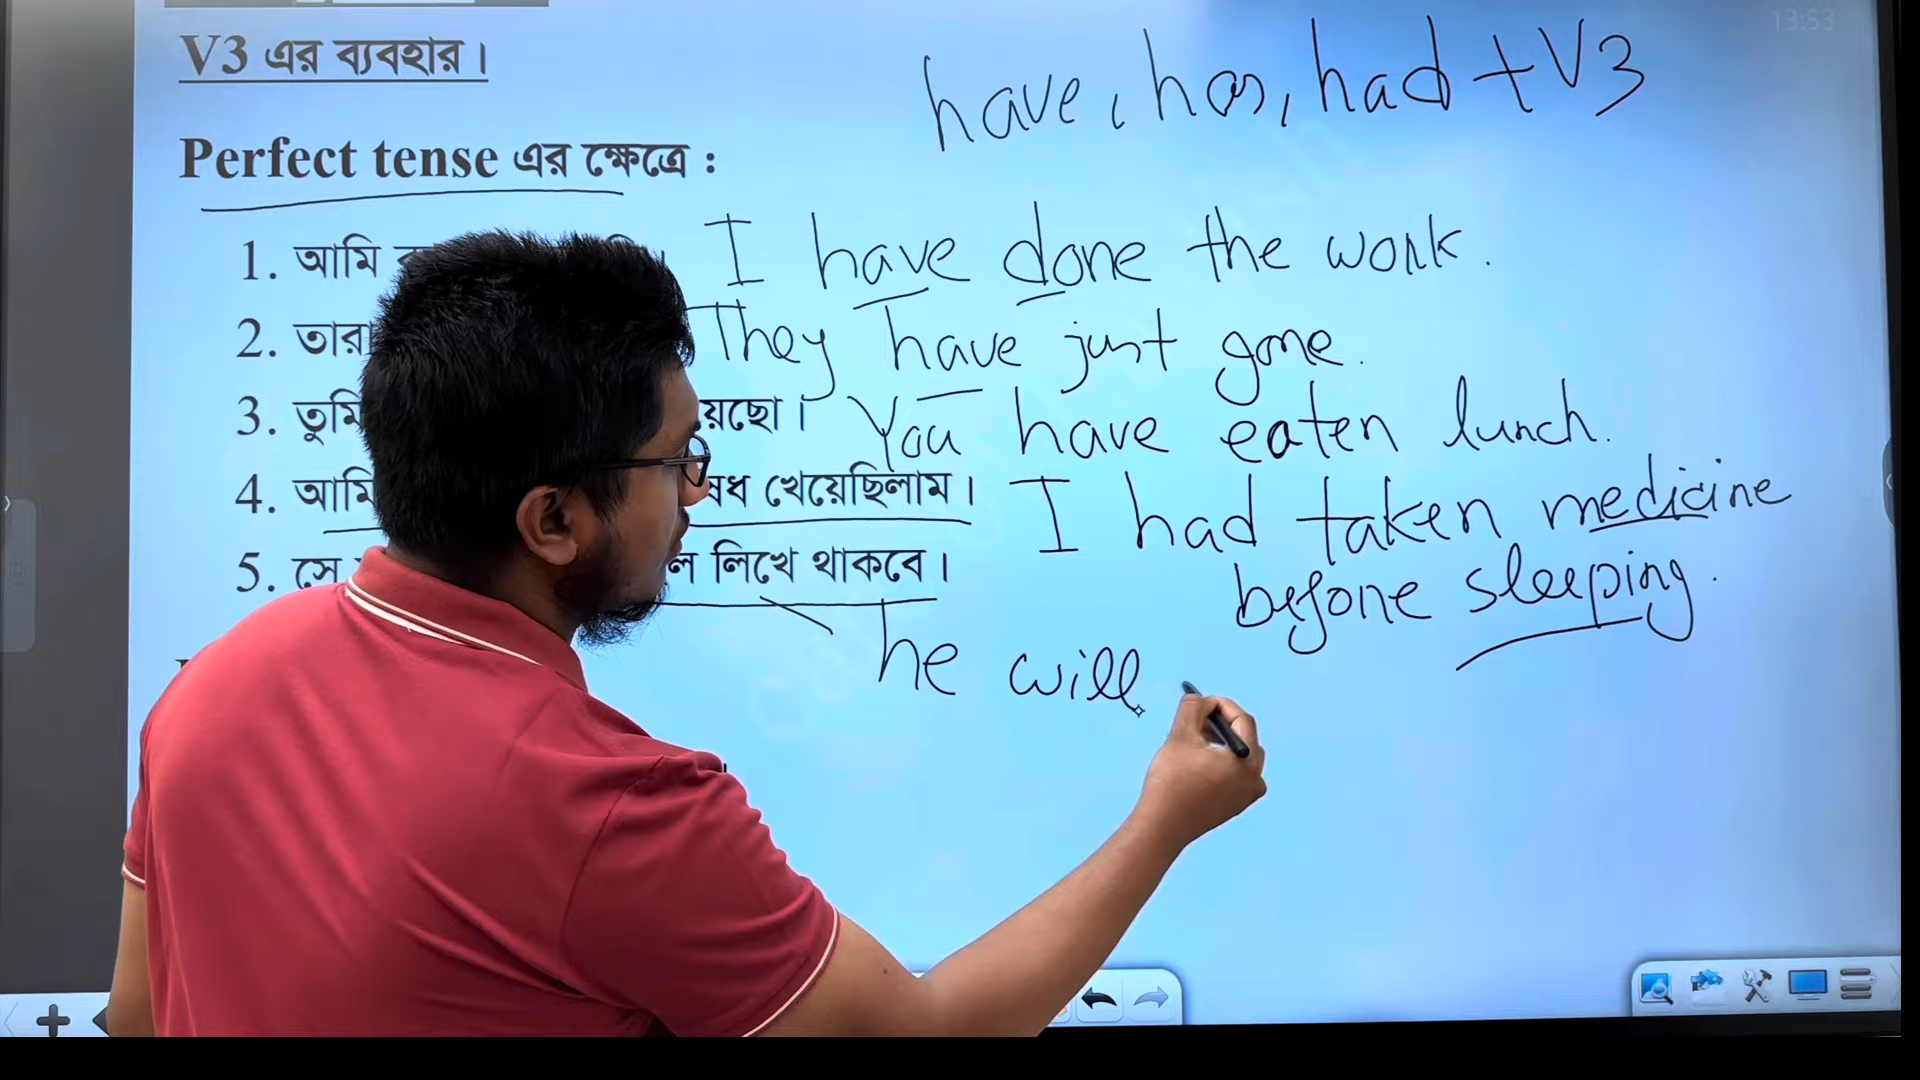 13:53
V3 এর ব্যবহার।
have, has, had + V3
Perfect tense এর ক্ষেত্রে :
1. আমি I have done the work.
2. তারা They have just gone.
3. তুমি য়েছো। You have eaten lunch.
4. আমি ষধ খেয়েছিলাম। I had taken medicine
before sleeping.
5. সে ল লিখে থাকবে।
he will